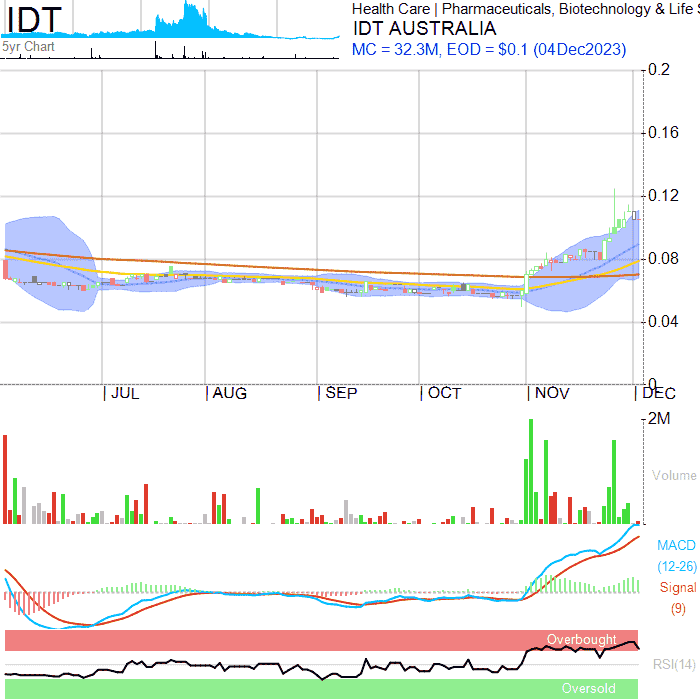 IDT
5yr Chart
Health Care | Pharmaceuticals, Biotechnology & Life S
IDT AUSTRALIA
MC = 32.3M, EOD = $0.1 (04Dec2023)
0.2
0.16
0.12
0.08
0.04
0
| JUL | AUG | SEP | OCT | NOV | DEC
2M
Volume
MACD
(12-26)
Signal
(9)
Overbought
RSI(14)
Oversold